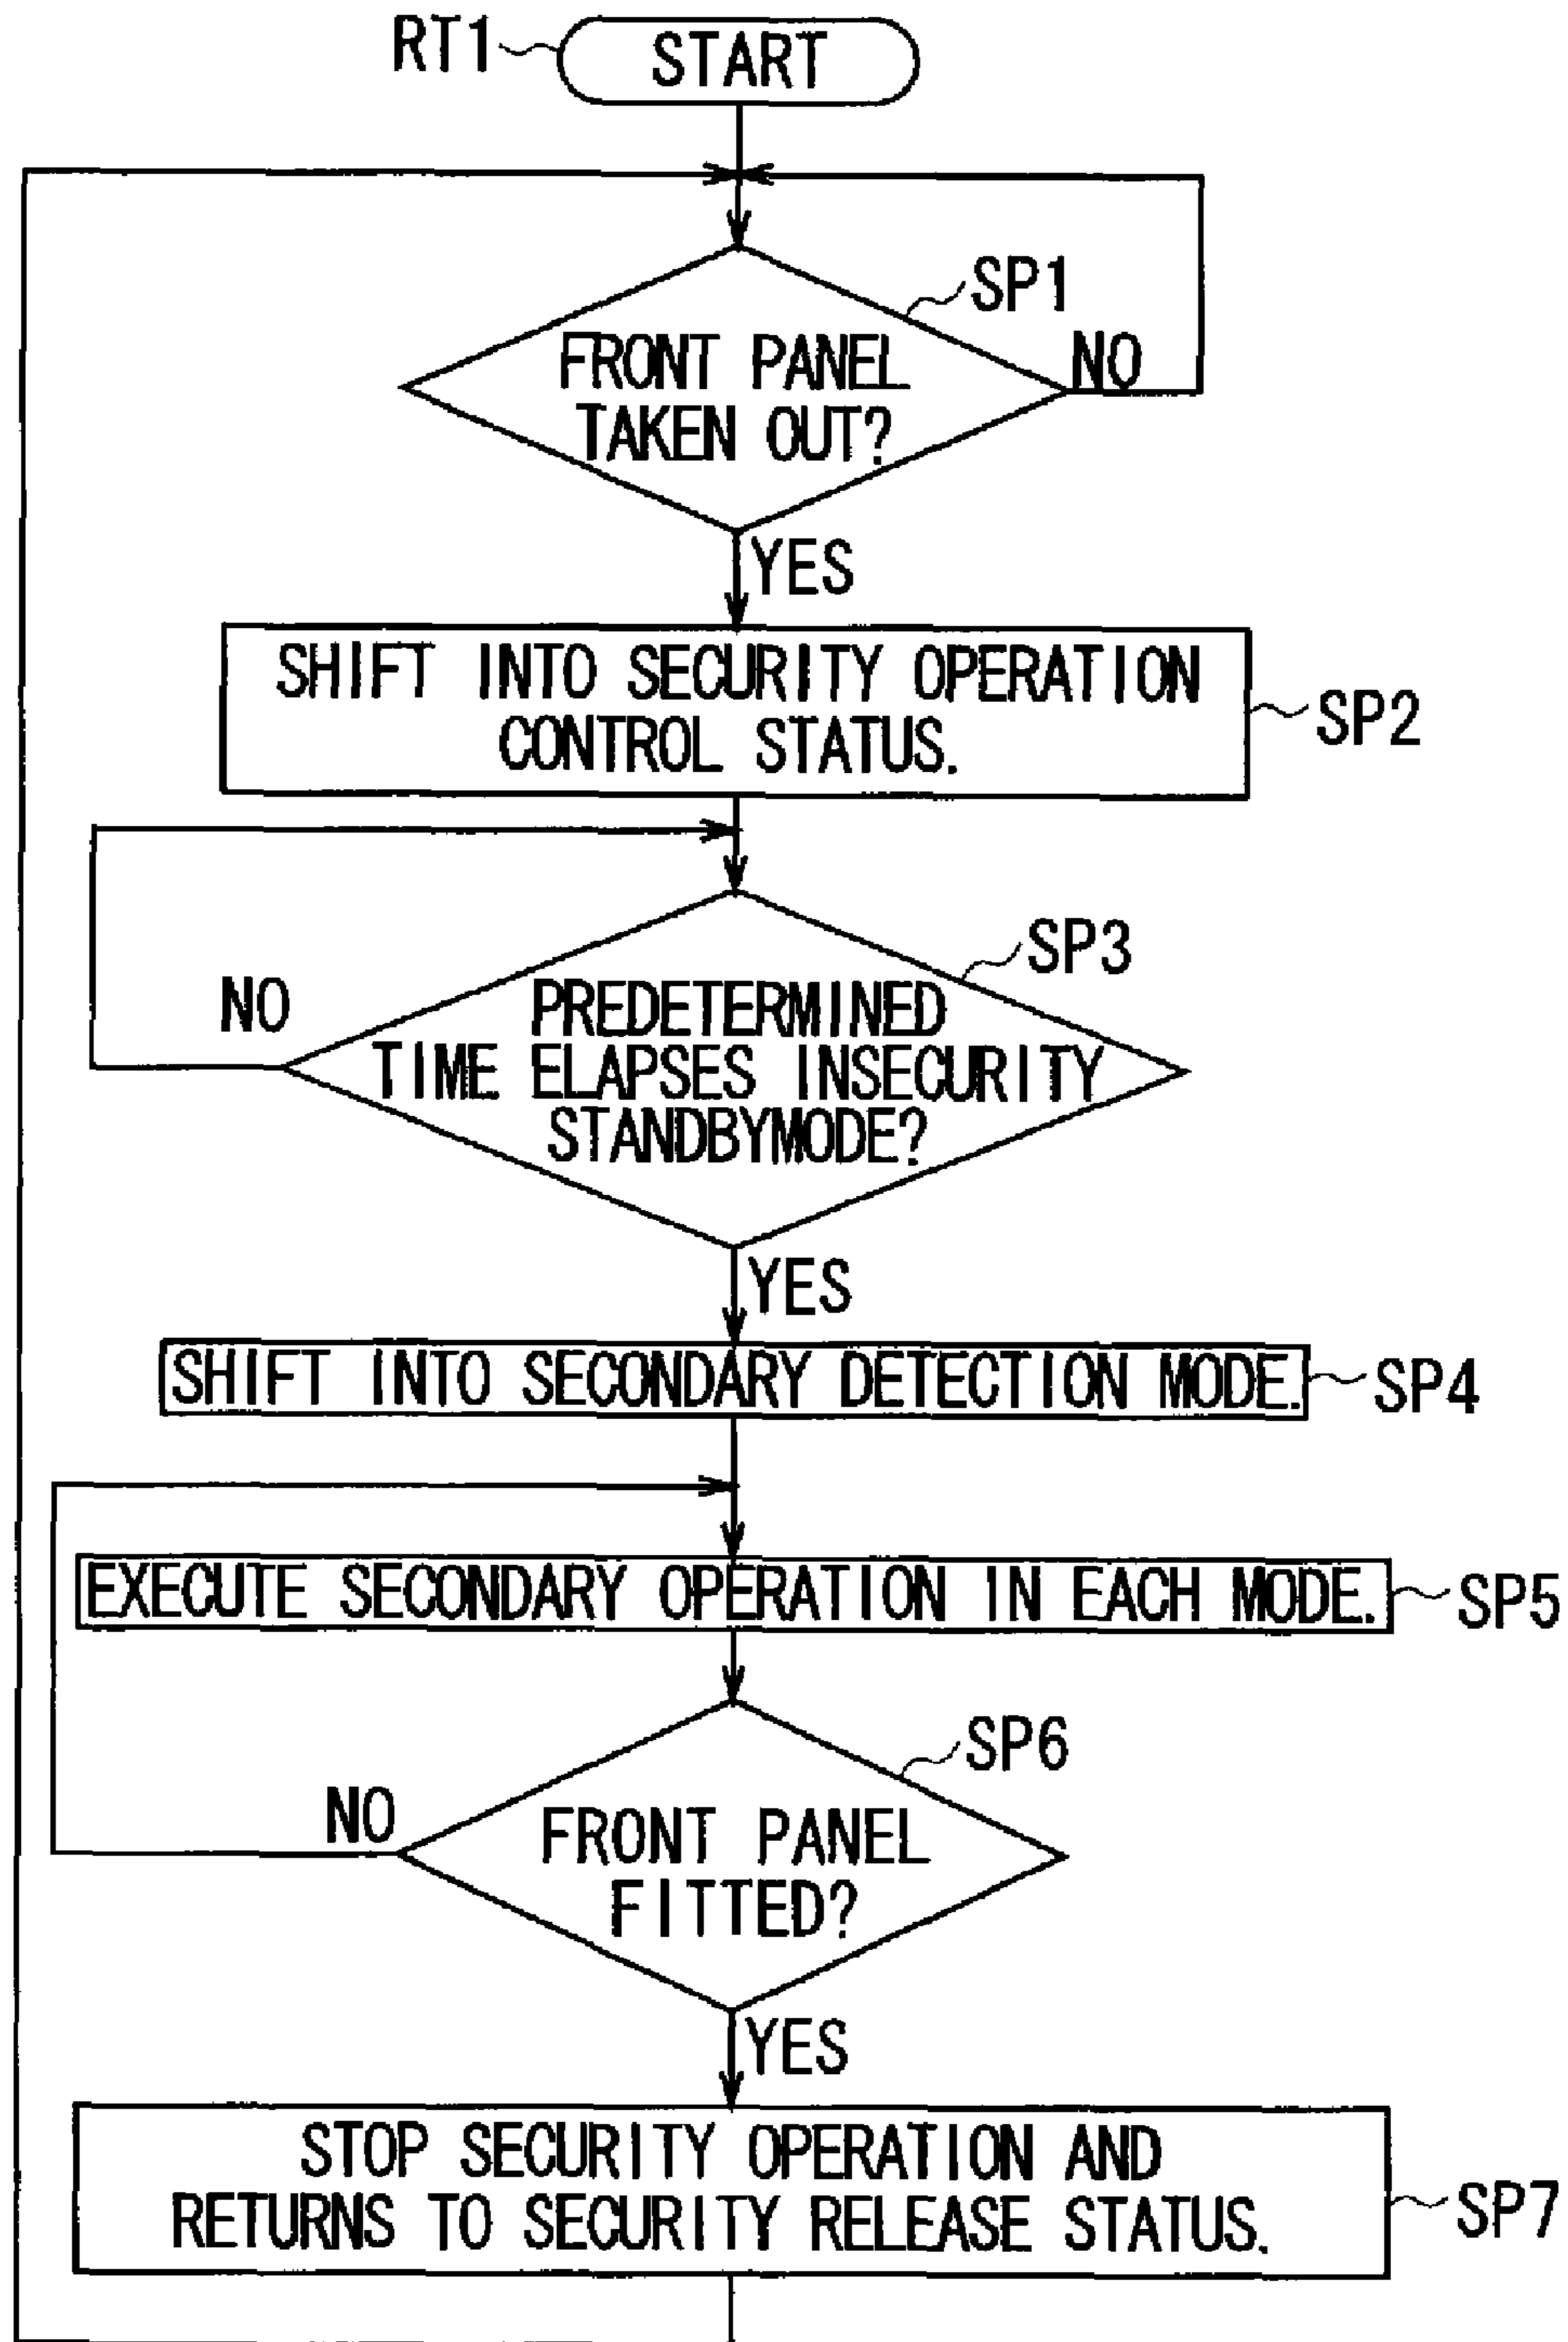 RT1
START
SP1
FRONT PANEL
TAKEN OUT?
NO
YES
SHIFT INTO SECURITY OPERATION
CONTROL STATUS.
SP2
SP3
NO
PREDETERMINED
TIME ELAPSES INSECURITY
STANDBYMODE?
YES
SHIFT INTO SECONDARY DETECTION MODE.
SP4
EXECUTE SECONDARY OPERATION IN EACH MODE.
SP5
SP6
NO
FRONT PANEL
FITTED?
YES
STOP SECURITY OPERATION AND
RETURNS TO SECURITY RELEASE STATUS.
SP7